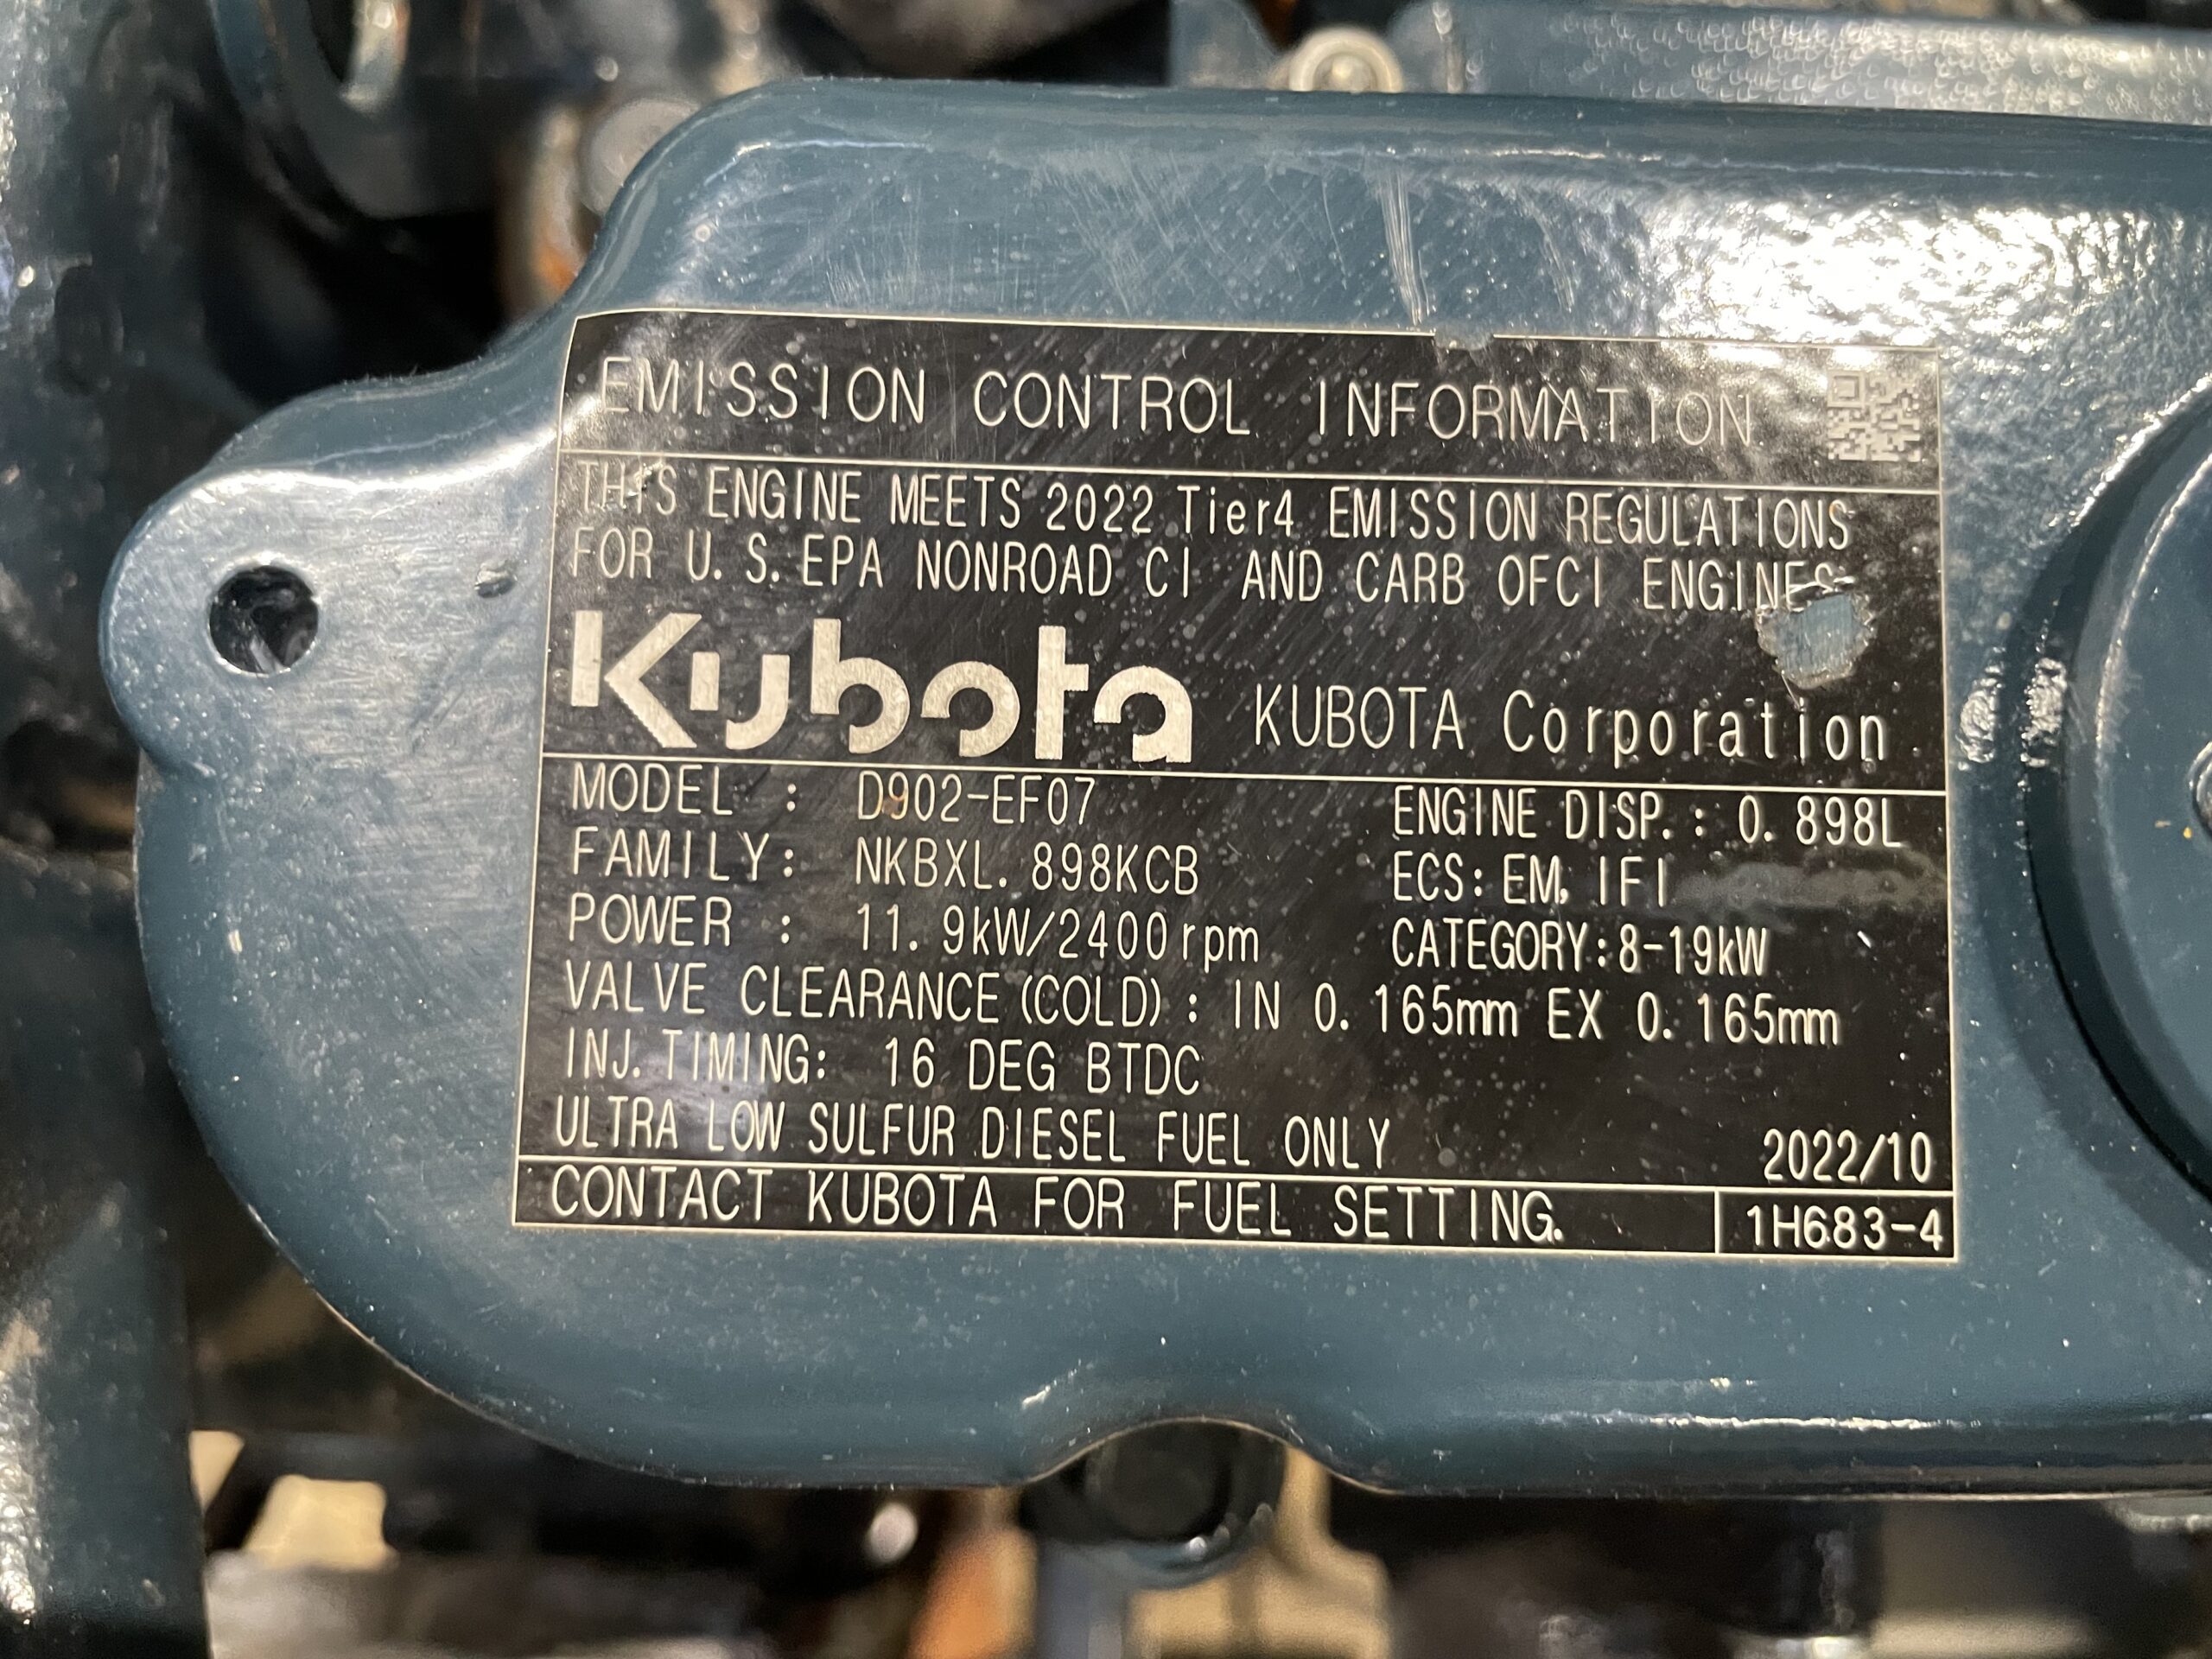 EMISSION CONTROL INFORMATION
THIS ENGINE MEETS 2022 Tier4 EMISSION REGULATIONS
FOR U.S.EPA NONROAD CI AND CARB OFCI ENGINES
Kubota KUBOTA Corporation
MODEL : D902-EF07 ENGINE DISP.: 0.898L
FAMILY: NKBXL.898KCB ECS: EM, IFI
POWER : 11.9kW/2400rpm CATEGORY:8-19kW
VALVE CLEARANCE(COLD): IN 0.165mm EX 0.165mm
INJ.TIMING: 16 DEG BTDC
ULTRA LOW SULFUR DIESEL FUEL ONLY 2022/10
CONTACT KUBOTA FOR FUEL SETTING. 1H683-4